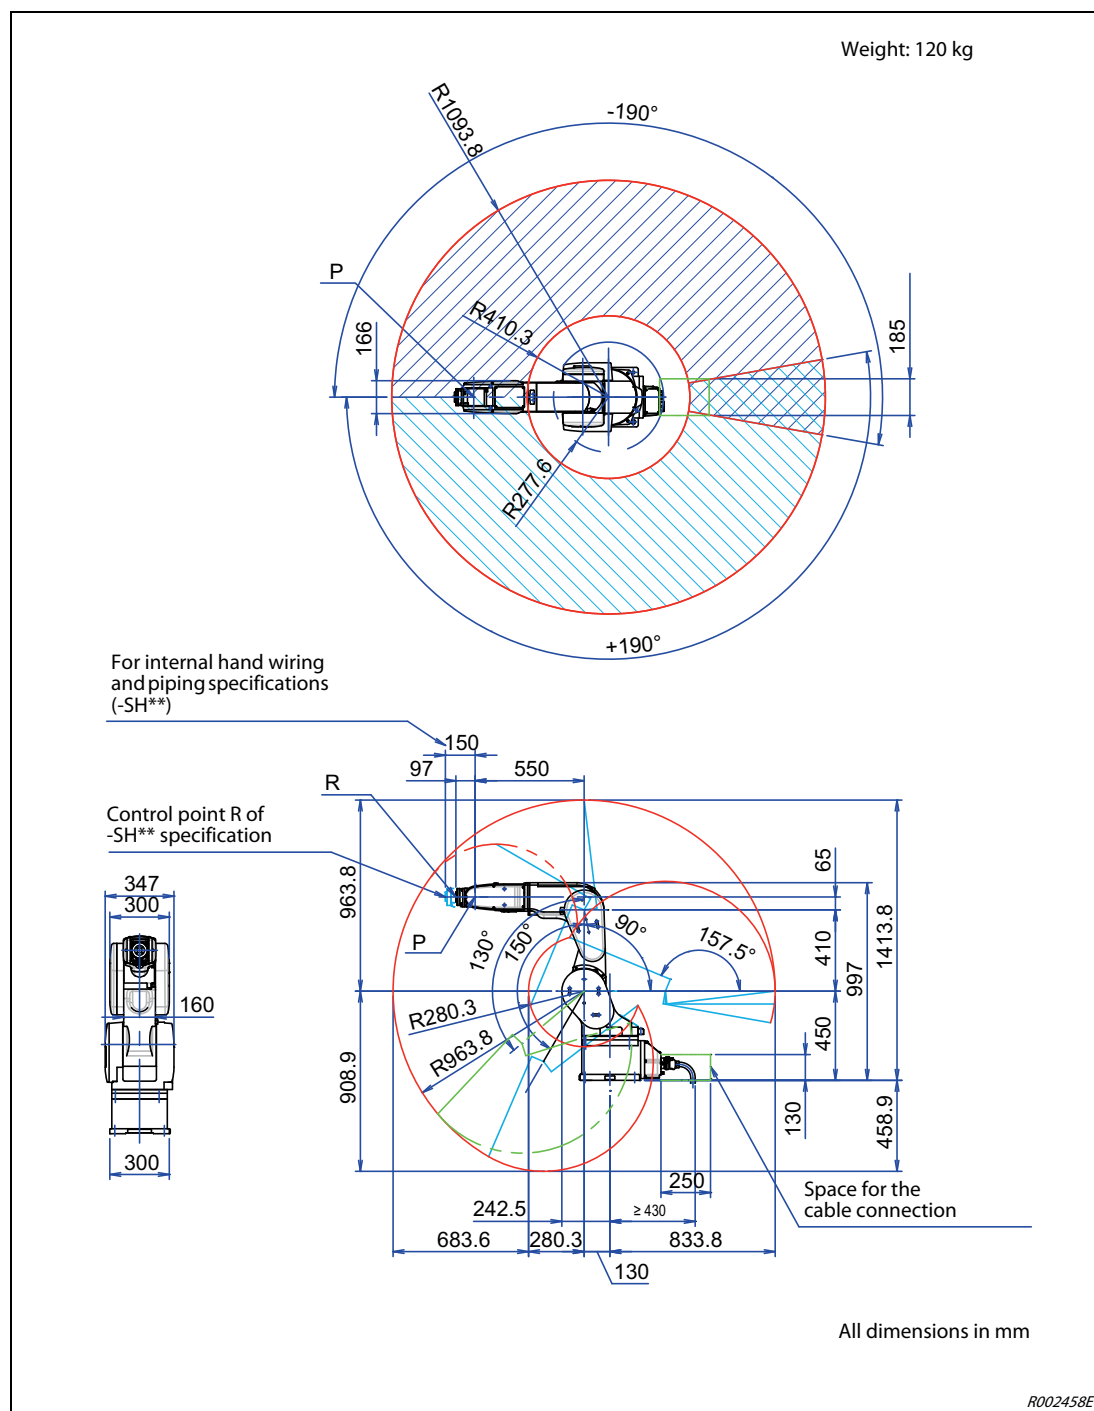 Weight: 120 kg
-190°
R1093.8
P
R410.3
166
185
R277.6
+190°
For internal hand wiring
and piping specifications
(-SH**)
150
97
550
R
Control point R of
-SH** specification
65
963.8
347
300
90°
130°
150°
157.5°
P
410
997
1413.8
160
R280.3
R963.8
450
908.9
130
458.9
300
250
Space for the
cable connection
242.5
≥ 430
683.6
280.3
833.8
130
All dimensions in mm
R002458E